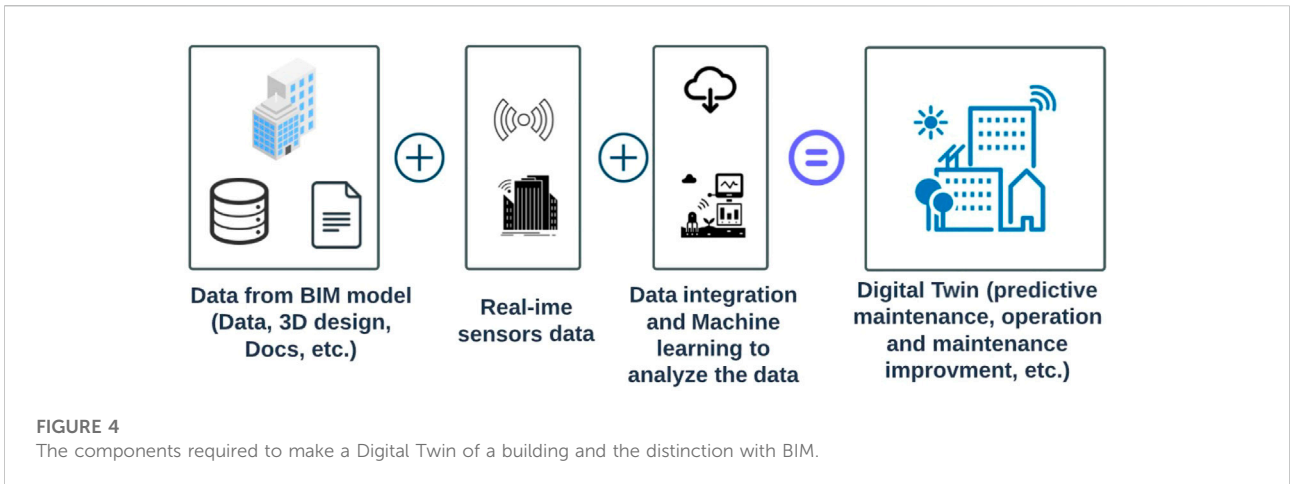 Data from BIM model
(Data, 3D design,
Docs, etc.)
Real-ime
sensors data
Data integration
and Machine
learning to
analyze the data
Digital Twin (predictive
maintenance, operation
and maintenance
improvment, etc.)
FIGURE 4
The components required to make a Digital Twin of a building and the distinction with BIM.